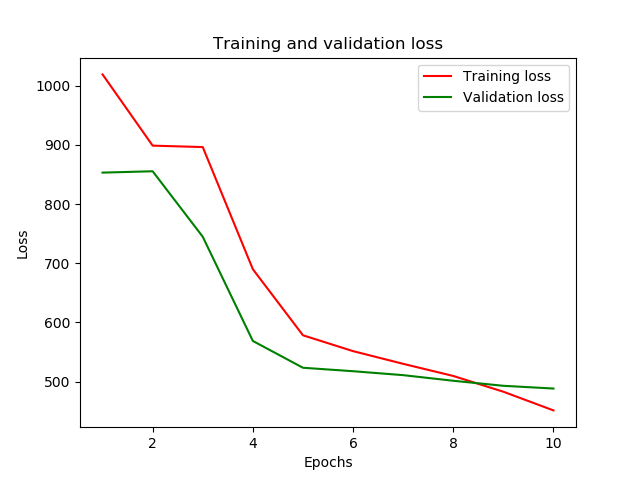 Training and validation loss
Training loss
Validation loss
1000
900
800
700
600
500
Loss
2
4
6
8
10
Epochs